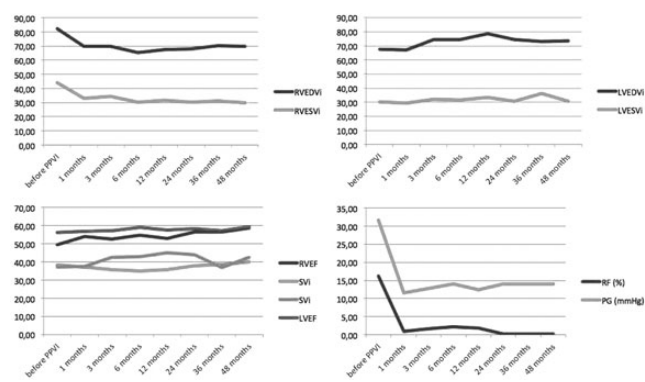 90,00
80,00
70,00
60,00
50,00
40,00
30,00
20,00
10,00
0,00
before PPVI
1 months
3 months
6 months
12 months
24 months
36 months
48 months
RVEDVi
RVESVi
90,00
80,00
70,00
60,00
50,00
40,00
30,00
20,00
10,00
0,00
before PPVI
1 months
3 months
6 months
12 months
24 months
36 months
48 months
LVEDVi
LVESVi
70,00
60,00
50,00
40,00
30,00
20,00
10,00
0,00
before PPVI
1 months
3 months
6 months
12 months
24 months
36 months
48 months
RVEF
SVi
SVi
LVEF
35,00
30,00
25,00
20,00
15,00
10,00
5,00
0,00
before PPVI
1 months
3 months
6 months
12 months
24 months
36 months
48 months
RF (%)
PG (mmHg)